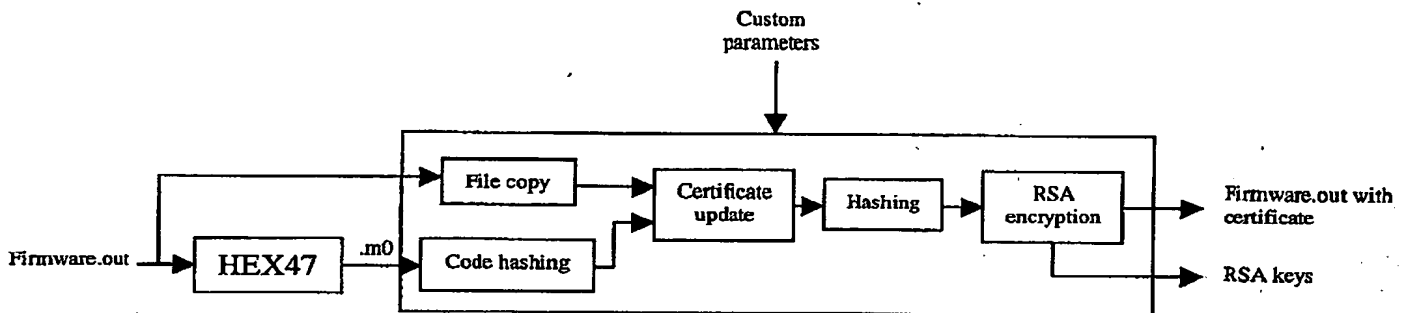 Custom
parameters
File copy
Certificate
update
Hashing
RSA
encryption
Firmware.out with
certificate
Firmware.out
HEX47
.m0
Code hashing
RSA keys